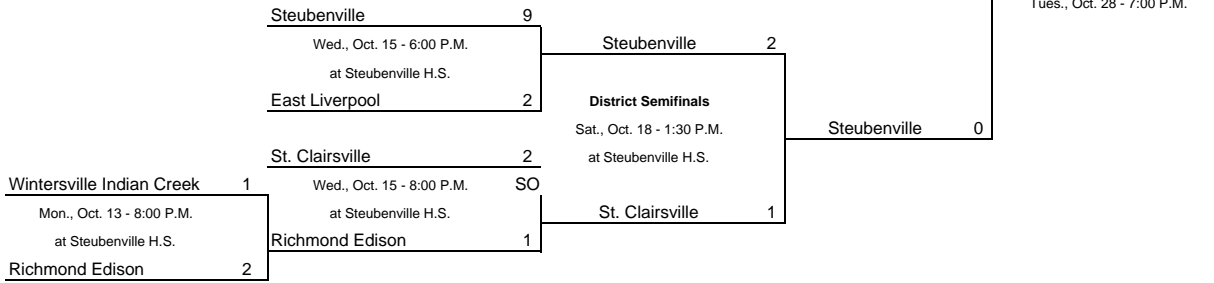 Tues., Oct. 28 - 7:00 P.M.
Steubenville 9
Wed., Oct. 15 - 6:00 P.M.
Steubenville 2
at Steubenville H.S.
East Liverpool 2
District Semifinals
Sat., Oct. 18 - 1:30 P.M.
Steubenville 0
St. Clairsville 2
at Steubenville H.S.
Wintersville Indian Creek 1
Wed., Oct. 15 - 8:00 P.M. SO
Mon., Oct. 13 - 8:00 P.M.
at Steubenville H.S.
St. Clairsville 1
at Steubenville H.S.
Richmond Edison 1
Richmond Edison 2